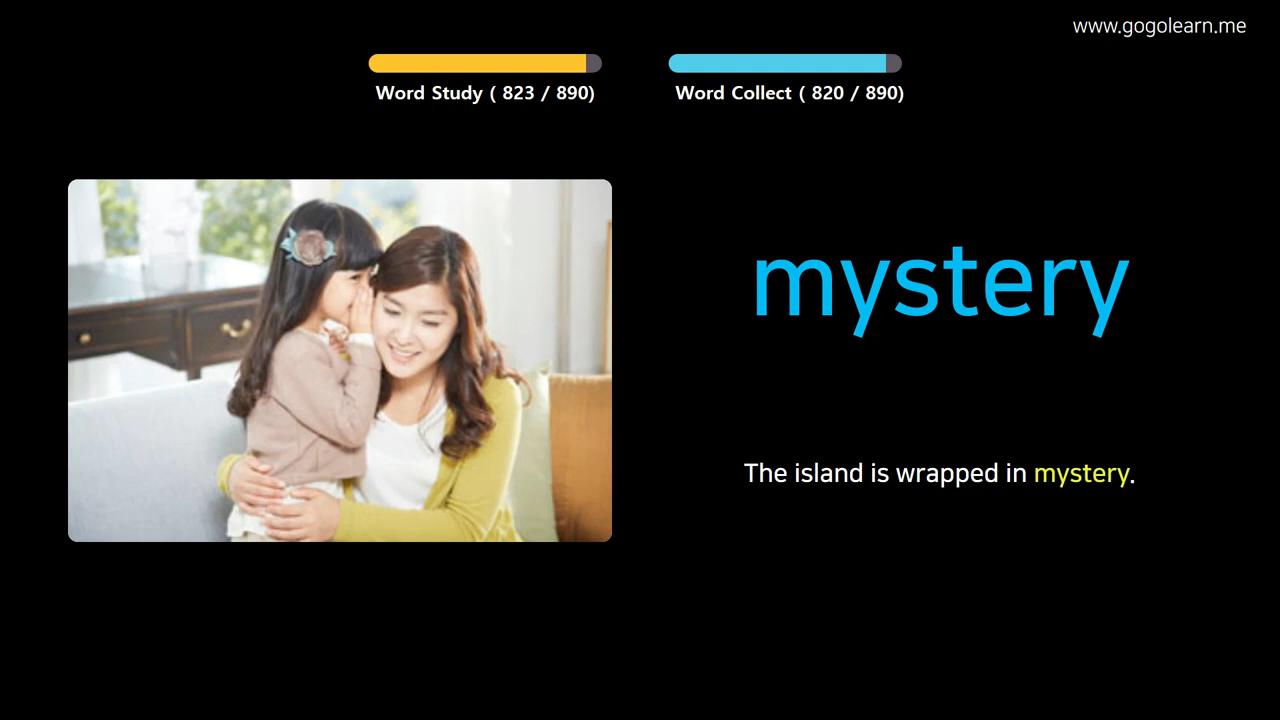 www.gogolearn.me
Word Study ( 823 / 890)
Word Collect ( 820 / 890)
mystery
The island is wrapped in mystery.